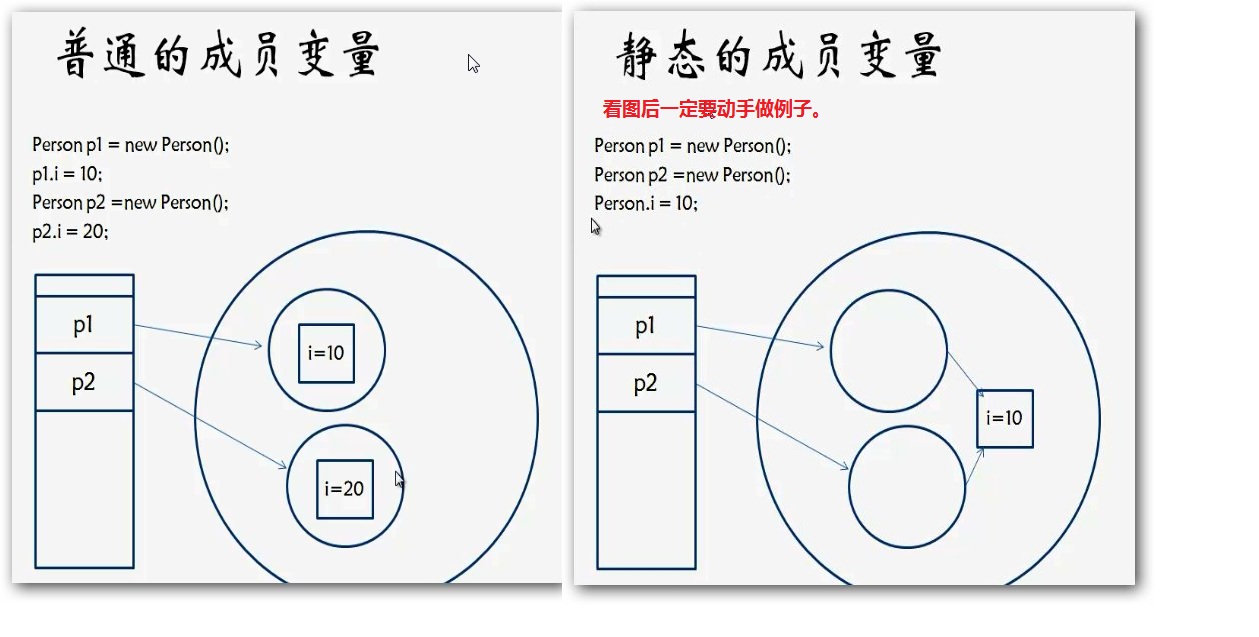 普通的成员变量
Person p1 = new Person();
p1.i = 10;
Person p2 =new Person();
p2.i = 20;
p1
p2
i=10
i=20
静态的成员变量
看图后一定要动手做例子。
Person p1 = new Person();
Person p2 =new Person();
Person.i = 10;
p1
p2
i=10